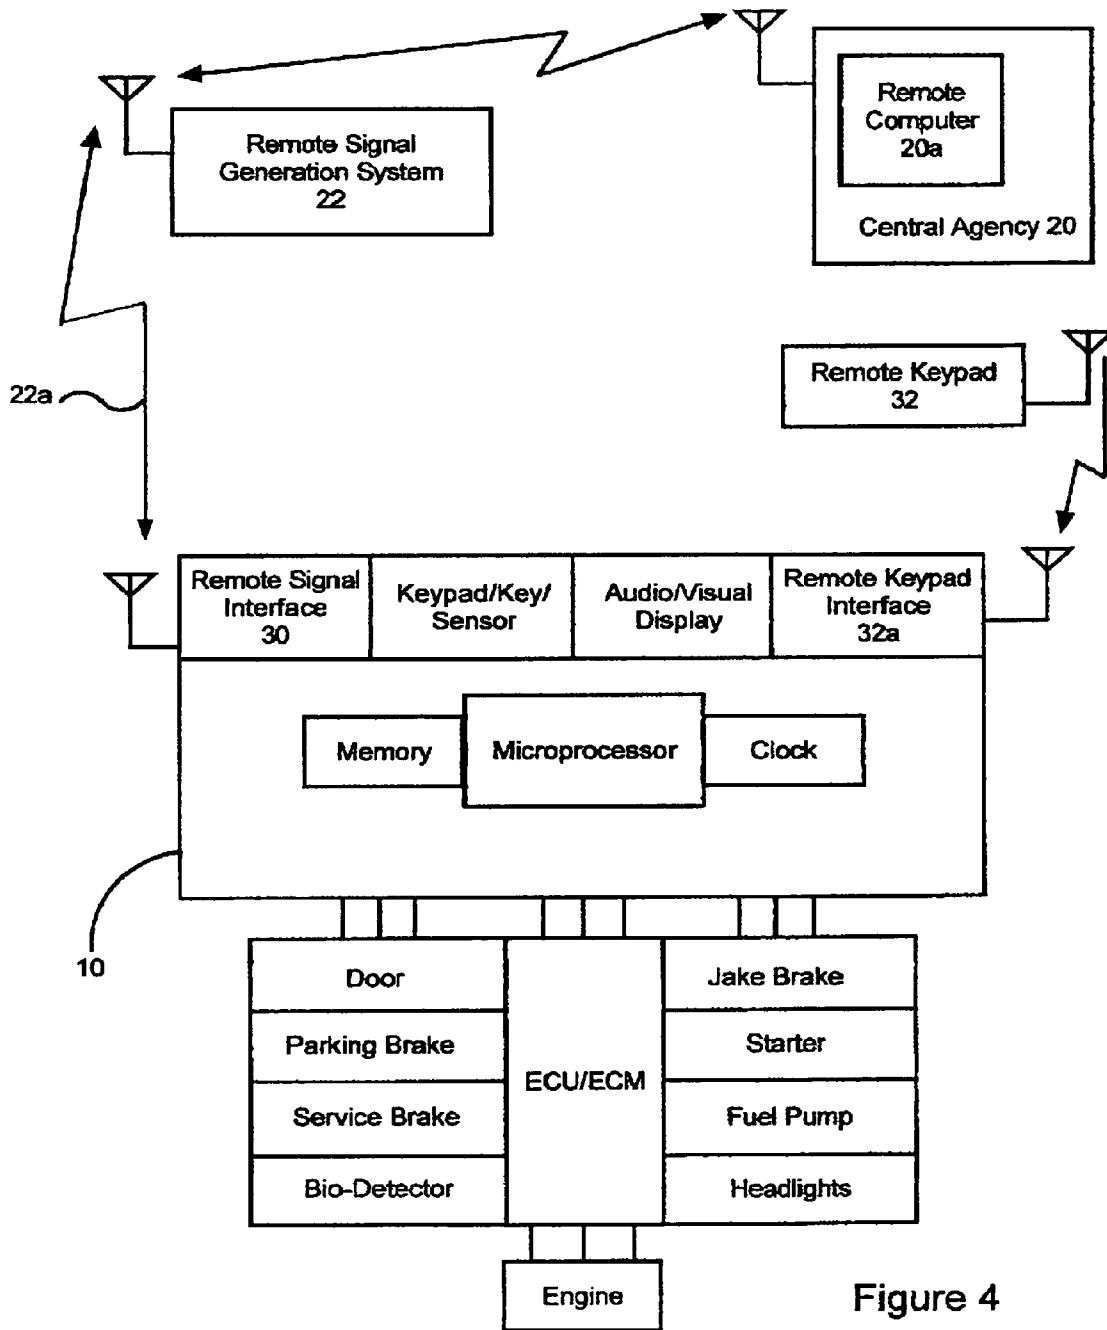 Remote Signal
Generation System
22
Remote
Computer
20a
Central Agency 20
Remote Keypad
32
22a
Remote Signal
Interface
30
Keypad/Key/
Sensor
Audio/Visual
Display
Remote Keypad
Interface
32a
Memory
Microprocessor
Clock
10
Door
Parking Brake
Service Brake
Bio-Detector
ECU/ECM
Jake Brake
Starter
Fuel Pump
Headlights
Engine
Figure 4